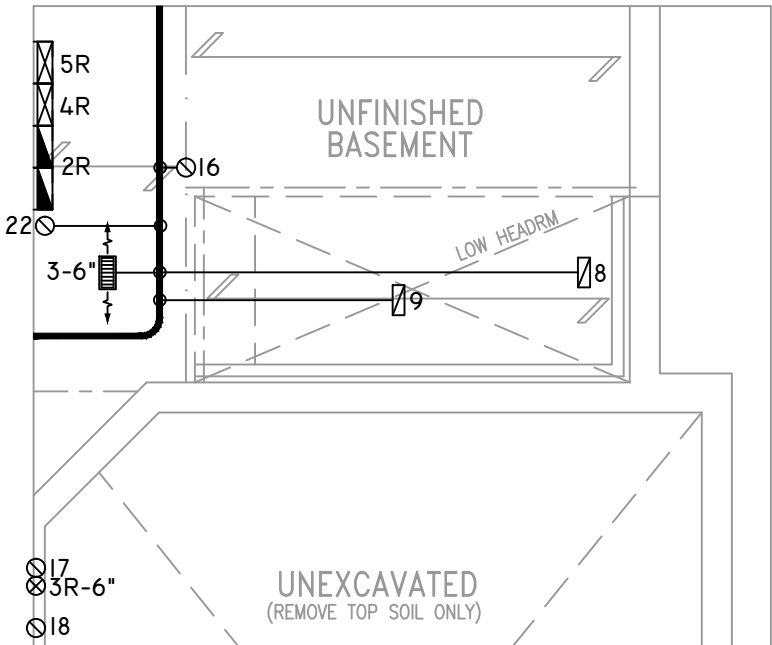 5R
4R
2R
UNFINISHED
BASEMENT
16
22
LOW HEADRM
3-6"
8
9
UNEXCAVATED
(REMOVE TOP SOIL ONLY)
17
3R-6"
18